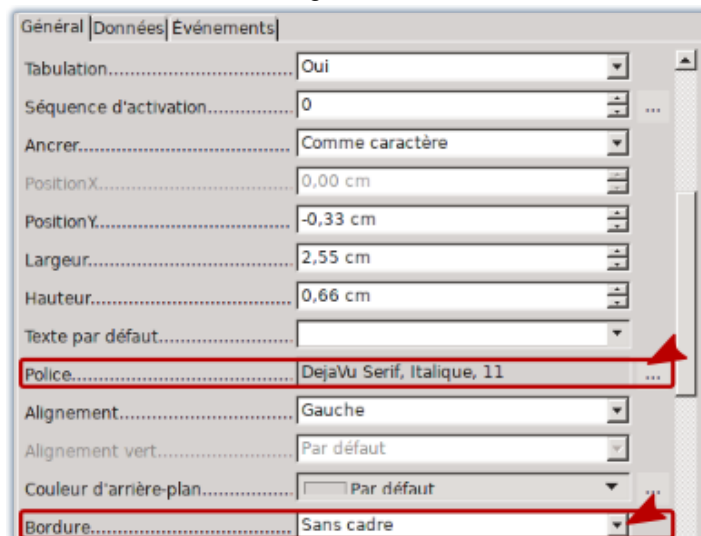 Général Données Événements
Tabulation................................ Oui
Séquence d'activation................ 0 ...
Ancrer..................................... Comme caractère
PositionX................................. 0,00 cm
PositionY................................. -0,33 cm
Largeur................................... 2,55 cm
Hauteur.................................. 0,66 cm
Texte par défaut.......................
Police...................................... DejaVu Serif, Italique, 11 ...
Alignement.............................. Gauche
Alignement vert....................... Par défaut
Couleur d'arrière-plan................ Par défaut ...
Bordure................................... Sans cadre